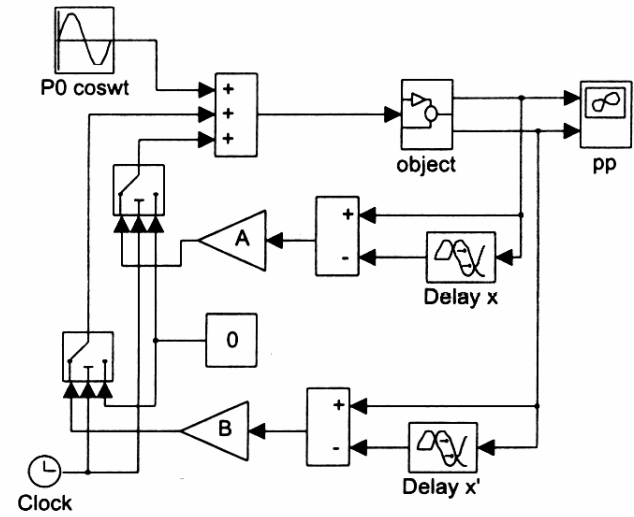 P0 coswt
+
+
+
object
pp
A
+
-
Delay x
0
B
+
-
Delay x'
Clock